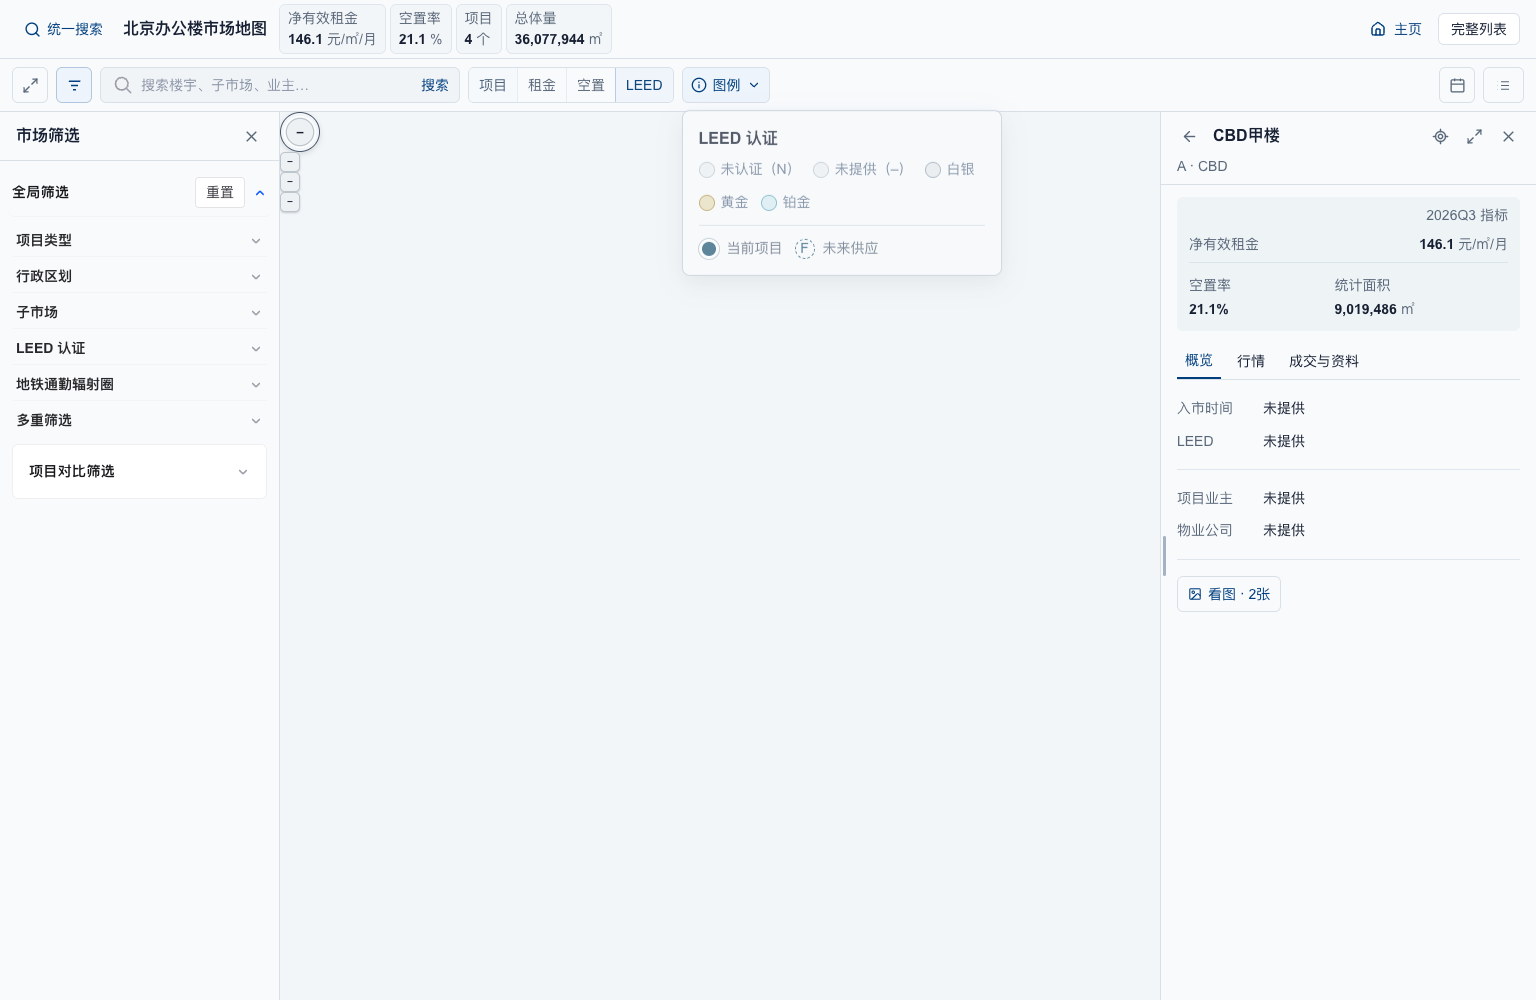 统一搜索
北京办公楼市场地图
净有效租金
146.1 元/㎡/月
空置率
21.1 %
项目
4 个
总体量
36,077,944 ㎡
主页
完整列表
搜索楼宇、子市场、业主…
搜索
项目
租金
空置
LEED
图例
市场筛选
全局筛选
重置
项目类型
行政区划
子市场
LEED 认证
地铁通勤辐射圈
多重筛选
项目对比筛选
–
–
–
–
LEED 认证
未认证（N）
未提供（–）
白银
黄金
铂金
当前项目
F
未来供应
CBD甲楼
A · CBD
2026Q3 指标
净有效租金
146.1 元/㎡/月
空置率
统计面积
21.1%
9,019,486 ㎡
概览
行情
成交与资料
入市时间
未提供
LEED
未提供
项目业主
未提供
物业公司
未提供
看图 · 2张